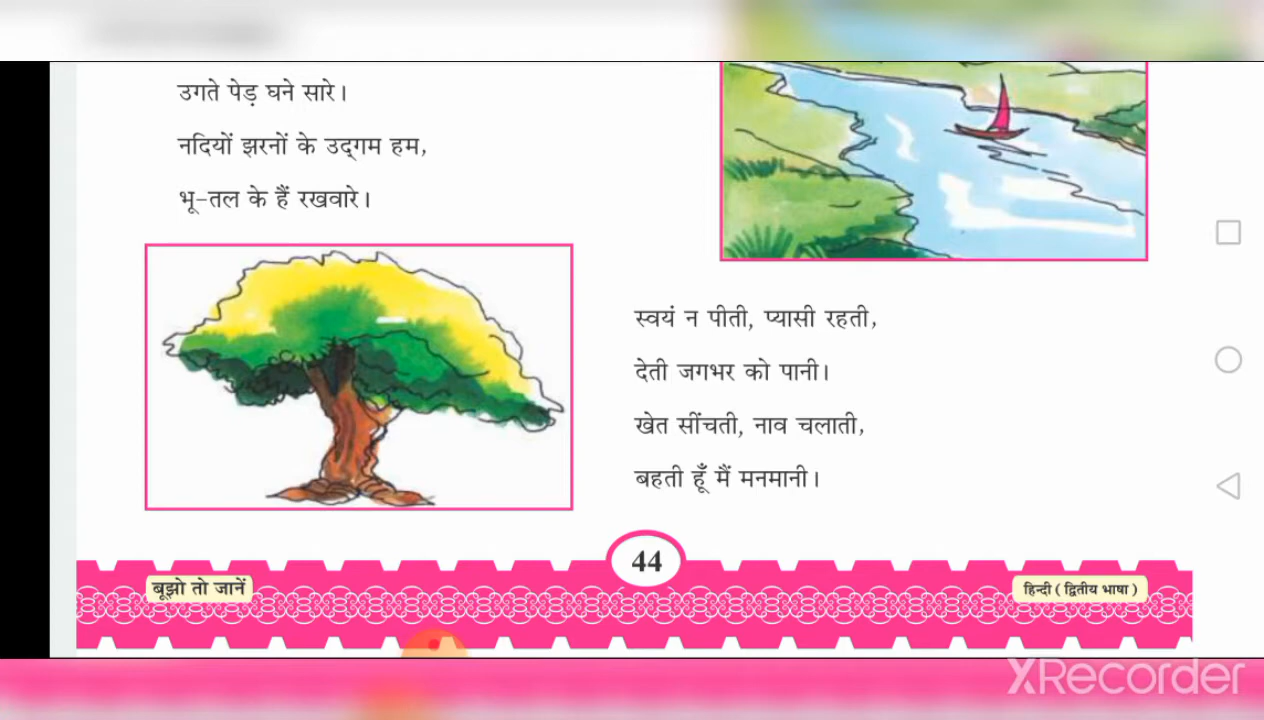 उगते पेड़ घने सारे।
नदियों झरनों के उद्‌गम हम,
भू-तल के हैं रखवारे।
स्वयं न पीती, प्यासी रहती,
देती जगभर को पानी।
खेत सींचती, नाव चलाती,
बहती हूँ मैं मनमानी।
44
बूझो तो जानें
हिन्दी ( द्वितीय भाषा )
XRecorder